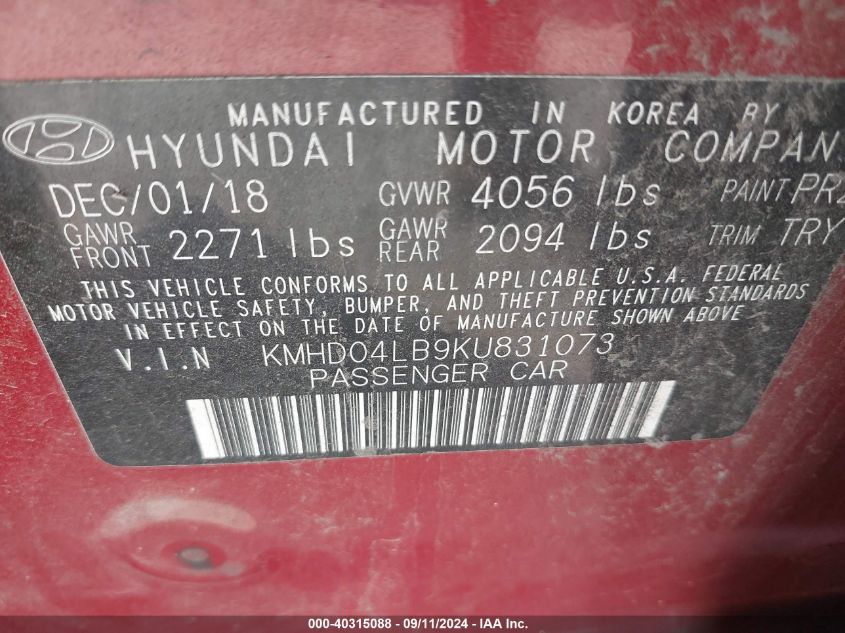 MANUFACTURED IN KOREA BY
HYUNDAI MOTOR COMPAN
DEC/01/18 GVWR 4056 lbs PAINT PR2
GAWR FRONT 2271 lbs GAWR REAR 2094 lbs TRIM TRY
THIS VEHICLE CONFORMS TO ALL APPLICABLE U.S.A. FEDERAL
MOTOR VEHICLE SAFETY, BUMPER, AND THEFT PREVENTION STANDARDS
IN EFFECT ON THE DATE OF MANUFACTURE SHOWN ABOVE
V.I.N KMHD04LB9KU831073
PASSENGER CAR
000-40315088 - 09/11/2024 - IAA Inc.